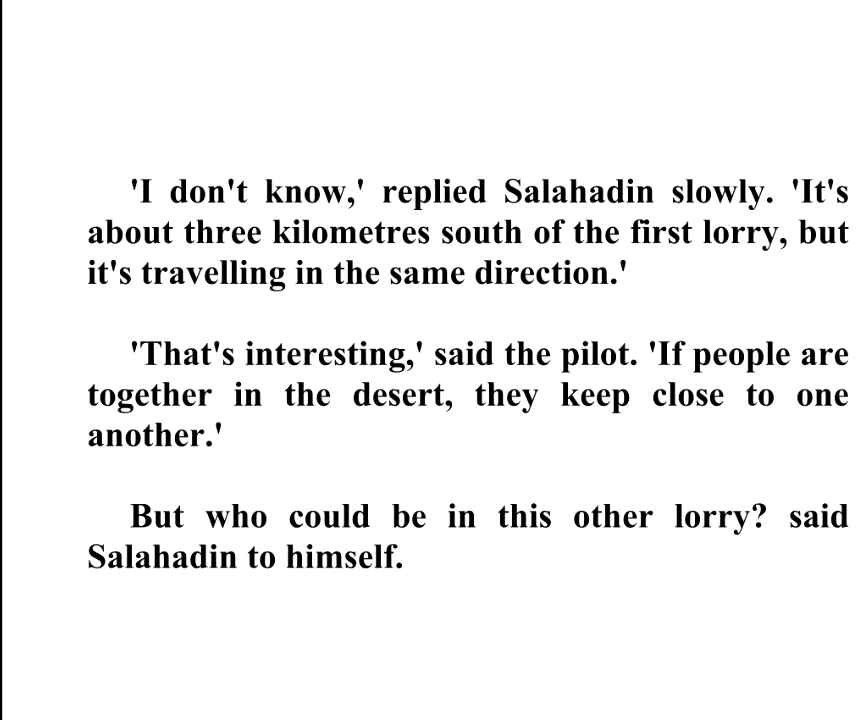 'I don't know,' replied Salahadin slowly. 'It's
about three kilometres south of the first lorry, but
it's travelling in the same direction.'
'That's interesting,' said the pilot. 'If people are
together in the desert, they keep close to one
another.'
But who could be in this other lorry? said
Salahadin to himself.